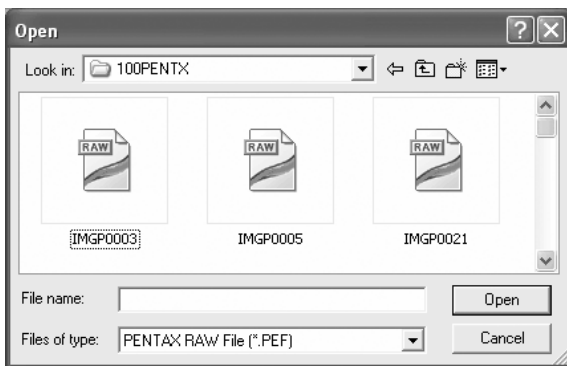 Open
Look in: 100PENTX
RAW RAW RAW
IMGP0003 IMGP0005 IMGP0021
File name: Open
Files of type: PENTAX RAW File (*.PEF) Cancel